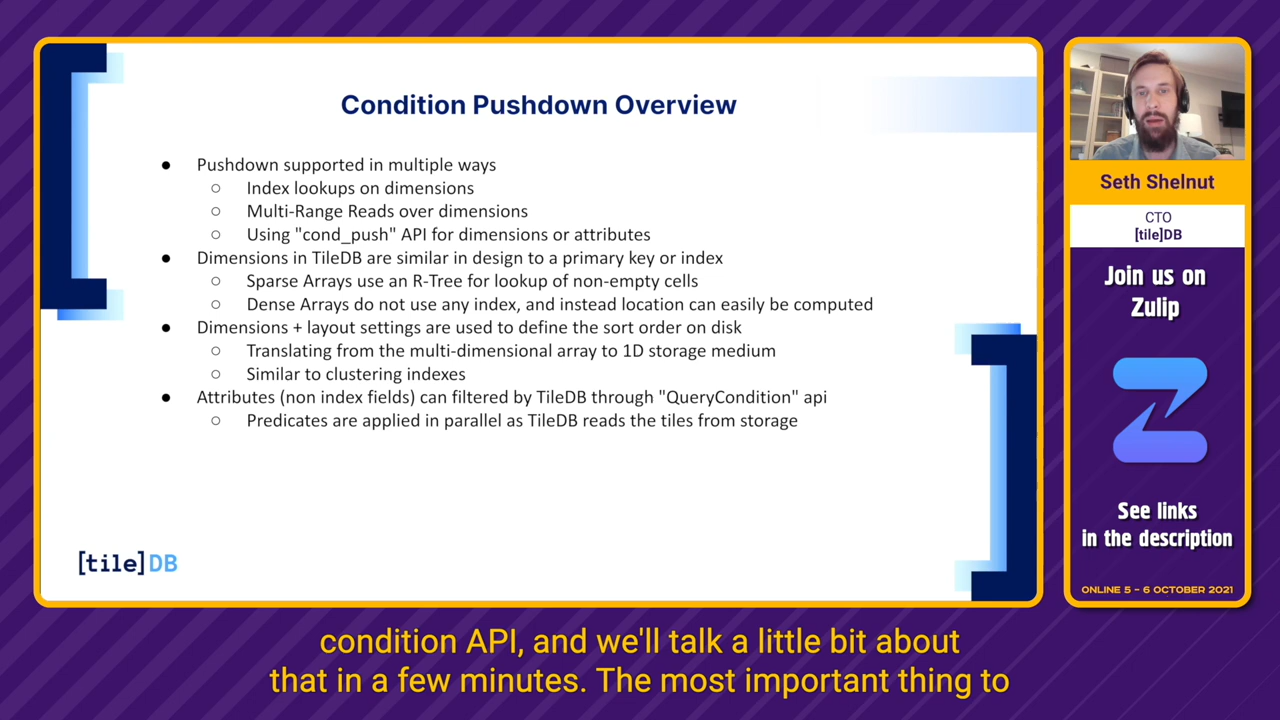 Condition Pushdown Overview
● Pushdown supported in multiple ways
○ Index lookups on dimensions
○ Multi-Range Reads over dimensions
○ Using "cond_push" API for dimensions or attributes
● Dimensions in TileDB are similar in design to a primary key or index
○ Sparse Arrays use an R-Tree for lookup of non-empty cells
○ Dense Arrays do not use any index, and instead location can easily be computed
● Dimensions + layout settings are used to define the sort order on disk
○ Translating from the multi-dimensional array to 1D storage medium
○ Similar to clustering indexes
● Attributes (non index fields) can filtered by TileDB through "QueryCondition" api
○ Predicates are applied in parallel as TileDB reads the tiles from storage
[tile]DB
Seth Shelnut
CTO
[tile]DB
Join us on
Zulip
See links
in the description
ONLINE 5 – 6 OCTOBER 2021
condition API, and we'll talk a little bit about
that in a few minutes. The most important thing to